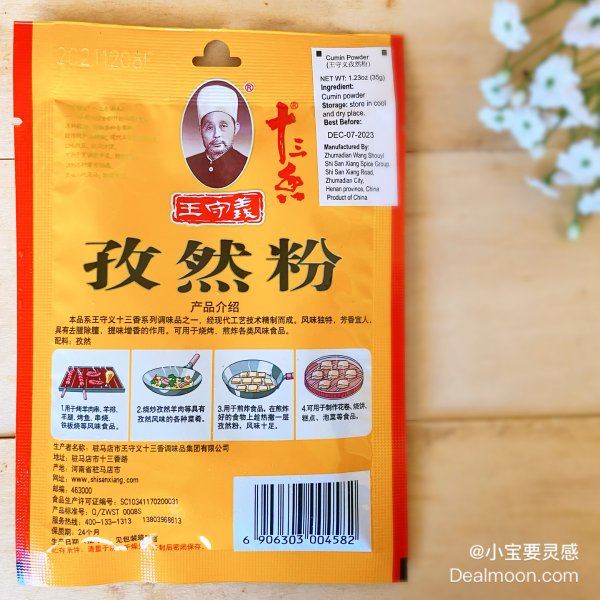 Cumin Powder
(王守义孜然粉)
NET WT: 1.23oz (35g)
Ingredient:
Cumin powder
Storage: store in cool
and dry place.
Best Before:
DEC-07-2023
Manufactured By:
Zhumadian Wang Shouyi
Shi San Xiang Spice Group.
Shi San Xiang Road,
Zhumadian City,
Henan province, China
Product of China
®
十三香®
王守義
孜然粉
产品介绍
本品系王守义十三香系列调味品之一，经现代工艺技术精制而成。风味独特，芳香宜人，
具有去腥除膻，提味增香的作用。可用于烧烤、煎炸各类风味食品。
配料：孜然
1.用于烤羊肉串、羊排、
羊腿、烤鱼、串烧、
铁板烧等风味食品。
2.烧炒孜然羊肉等具有
孜然风味的各种菜肴。
3.用于煎炸食品，在煎炸
好的食物上趁热撒一层
孜然粉，风味十足。
4.可用于制作花卷、烧饼、
糕点、泡菜等食品。
生产者名称：驻马店市王守义十三香调味品集团有限公司
地址：驻马店市十三香路
产地：河南省驻马店市
网址：www.shisanxiang.com
邮编：463000
食品生产许可证编号：SC10341170200031
产品标准号：Q/ZWST 0008S
服务热线：400-133-1313 13803968613
保质期：24个月
见包装
6 906303 004582
@小宝要灵感
Dealmoon.com